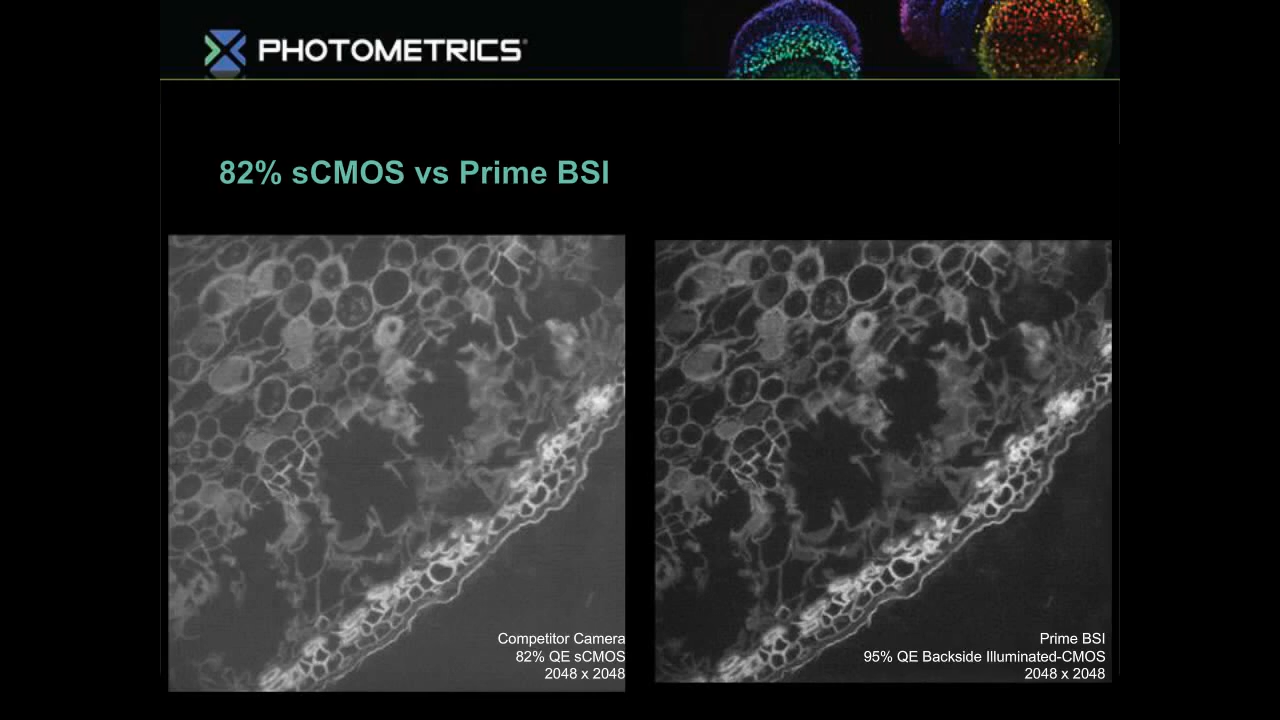 PHOTOMETRICS®
82% sCMOS vs Prime BSI
Competitor Camera
82% QE sCMOS
2048 x 2048
Prime BSI
95% QE Backside Illuminated-CMOS
2048 x 2048